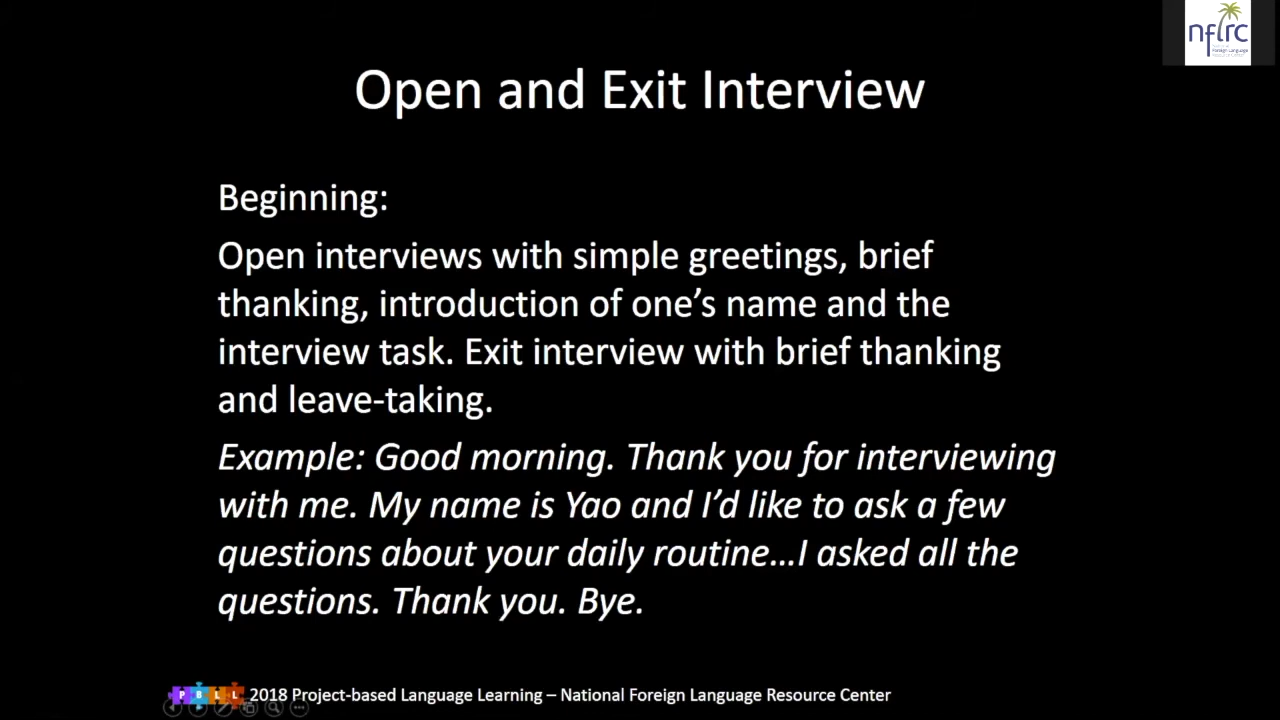 nflrc
Foreign Language
Open and Exit Interview
Beginning:
Open interviews with simple greetings, brief
thanking, introduction of one’s name and the
interview task. Exit interview with brief thanking
and leave-taking.
Example: Good morning. Thank you for interviewing
with me. My name is Yao and I’d like to ask a few
questions about your daily routine…I asked all the
questions. Thank you. Bye.
P B L L 2018 Project-based Language Learning – National Foreign Language Resource Center